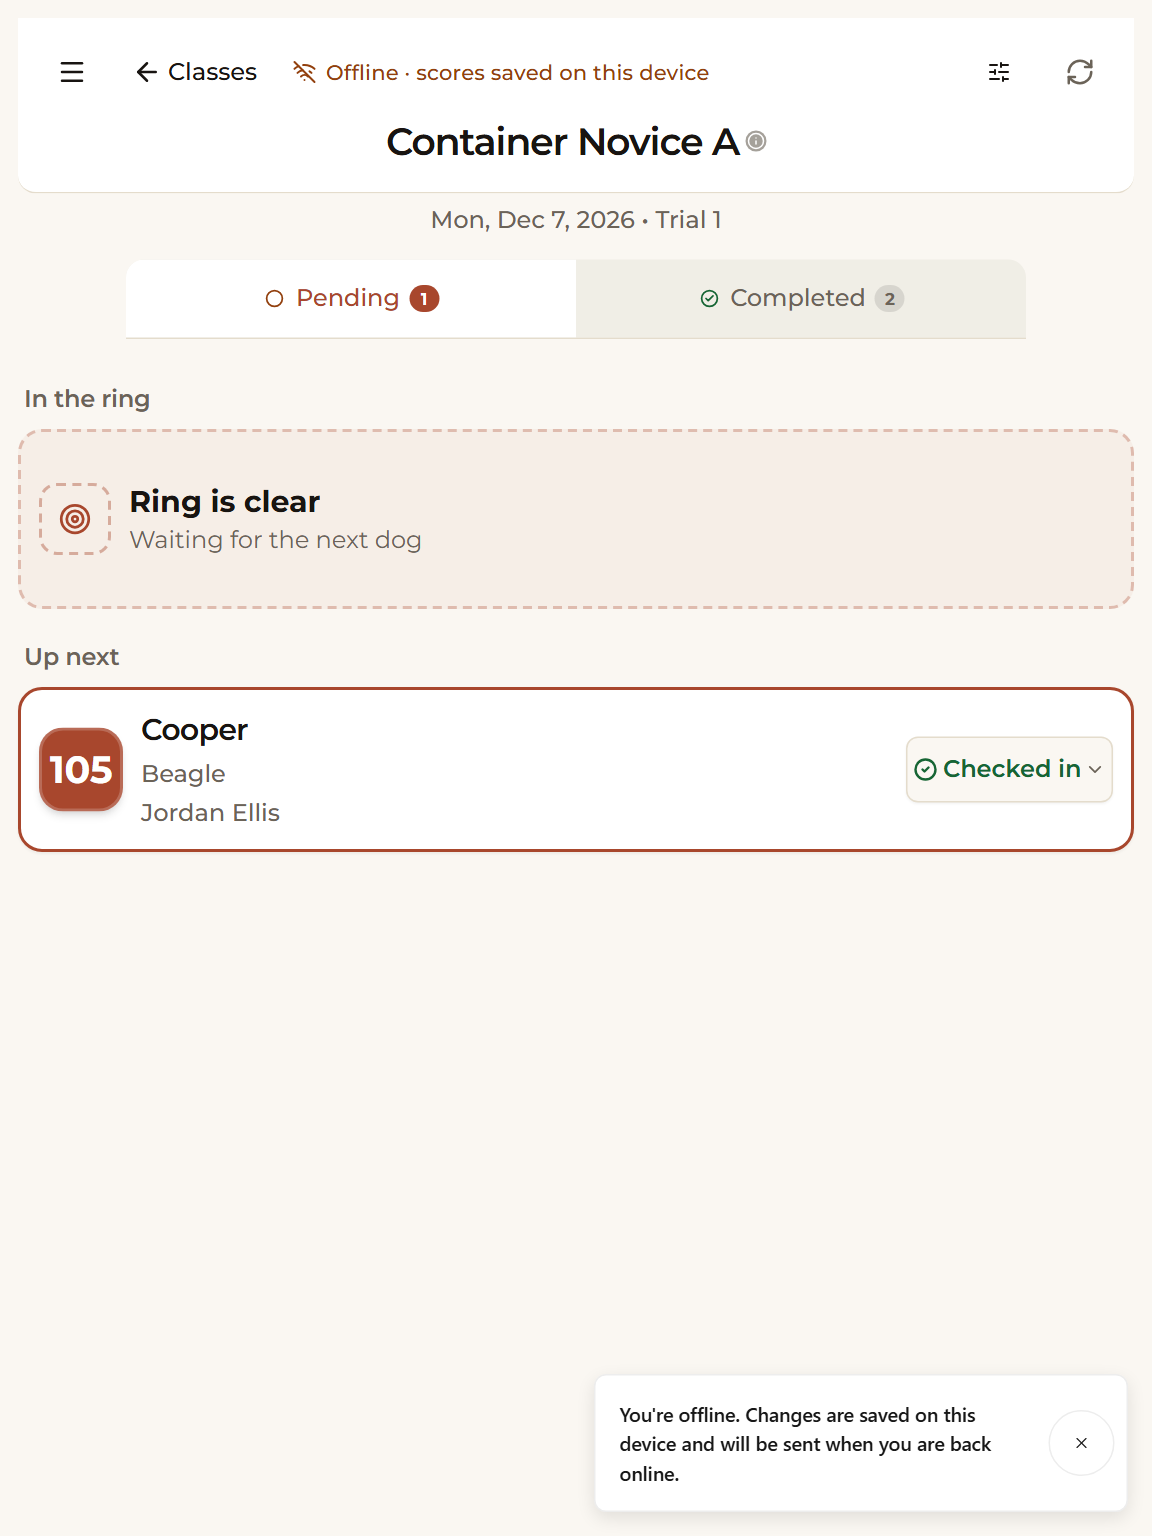 Classes
Offline · scores saved on this device
Container Novice A
Mon, Dec 7, 2026 • Trial 1
Pending 1
Completed 2
In the ring
Ring is clear
Waiting for the next dog
Up next
105
Cooper
Beagle
Jordan Ellis
Checked in
You're offline. Changes are saved on this
device and will be sent when you are back
online.